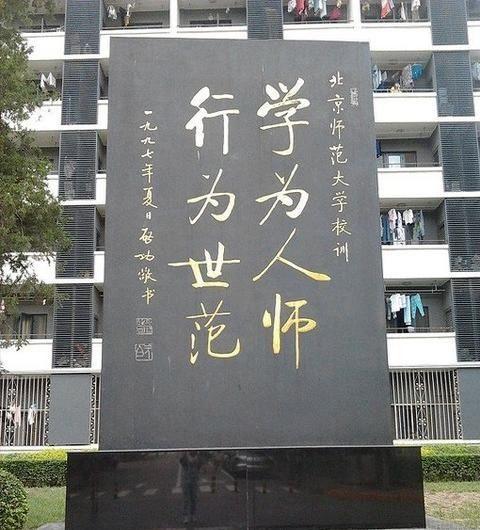 北京师范大学校训
学为人师
行为世范
一九九七年夏日启功敬书